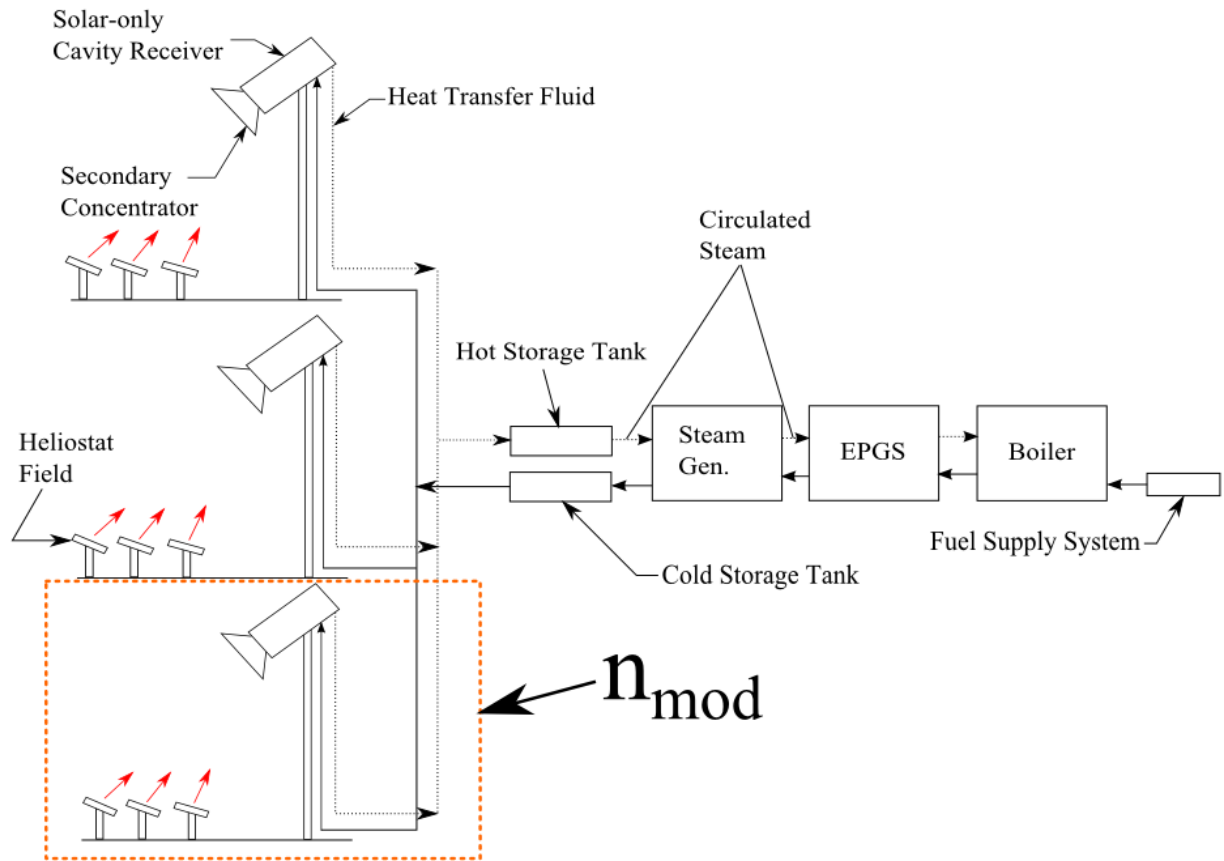 Solar-only
Cavity Receiver
Heat Transfer Fluid
Secondary
Concentrator
Circulated
Steam
Hot Storage Tank
Heliostat
Field
Steam
Gen.
EPGS
Boiler
Fuel Supply System
Cold Storage Tank
n_mod